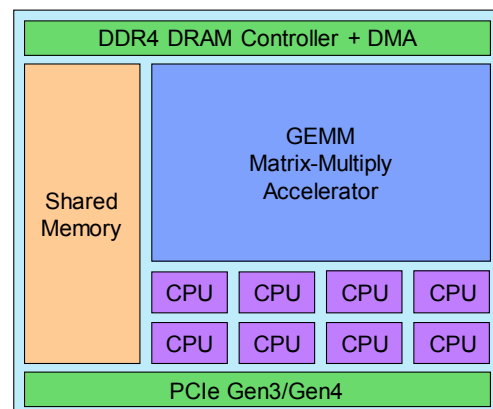 DDR4 DRAM Controller + DMA
Shared
Memory
GEMM
Matrix-Multiply
Accelerator
CPU CPU CPU CPU
CPU CPU CPU CPU
PCIe Gen3/Gen4